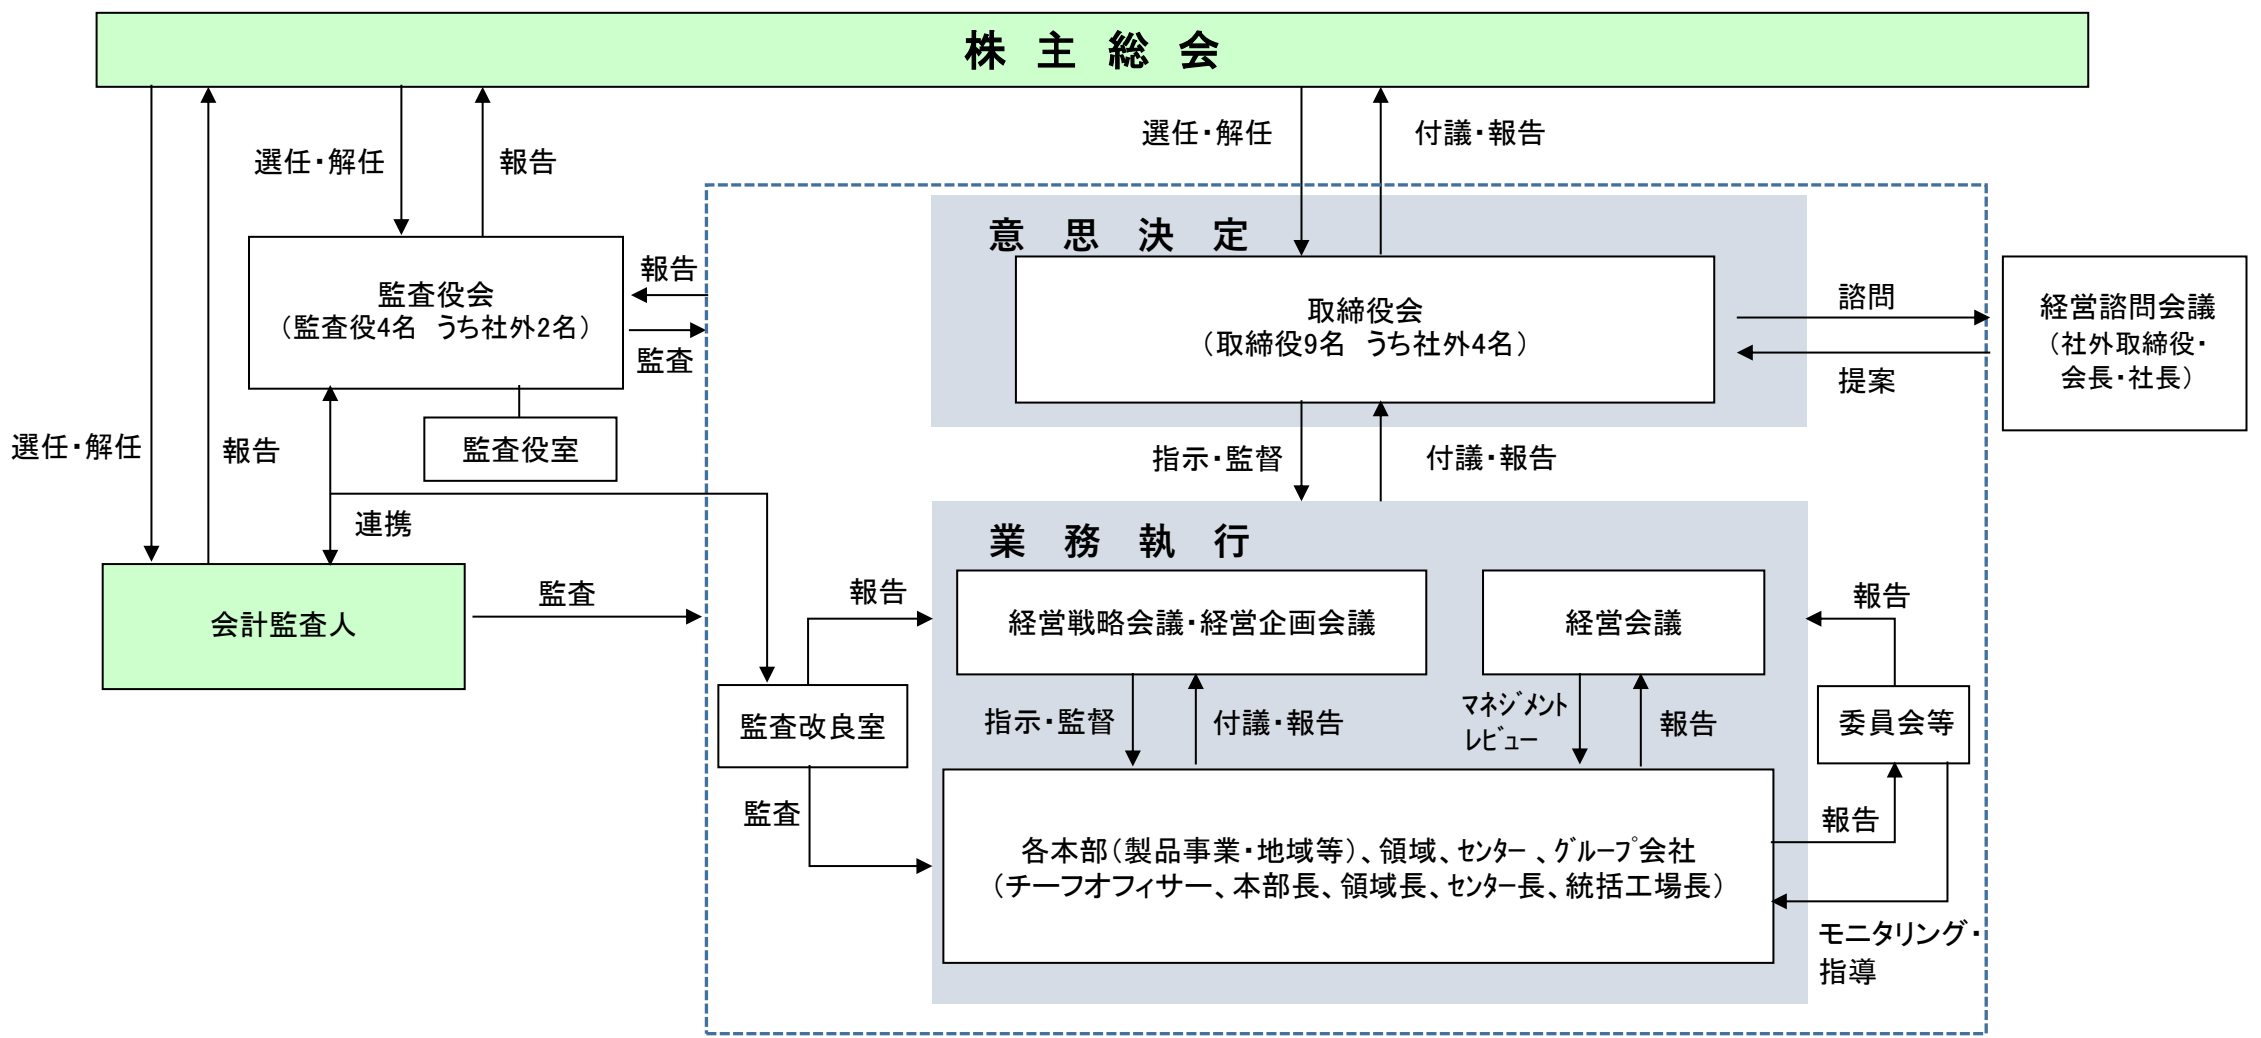 株 主 総 会
選任・解任
報告
選任・解任
報告
選任・解任
付議・報告
監査役会
（監査役4名　うち社外2名）
監査役室
報告
監査
連携
会計監査人
監査
意 思 決 定
取締役会
（取締役9名　うち社外4名）
諮問
提案
経営諮問会議
（社外取締役・
会長・社長）
指示・監督
付議・報告
業 務 執 行
経営戦略会議・経営企画会議
経営会議
報告
監査改良室
監査
指示・監督
付議・報告
ﾏﾈｼﾞﾒﾝﾄ
ﾚﾋﾞｭｰ
報告
報告
委員会等
報告
モニタリング・
指導
各本部（製品事業・地域等）、領域、ｾﾝﾀｰ 、ｸﾞﾙｰﾌﾟ会社
（チーフオフィサー、本部長、領域長、ｾﾝﾀｰ長、統括工場長）